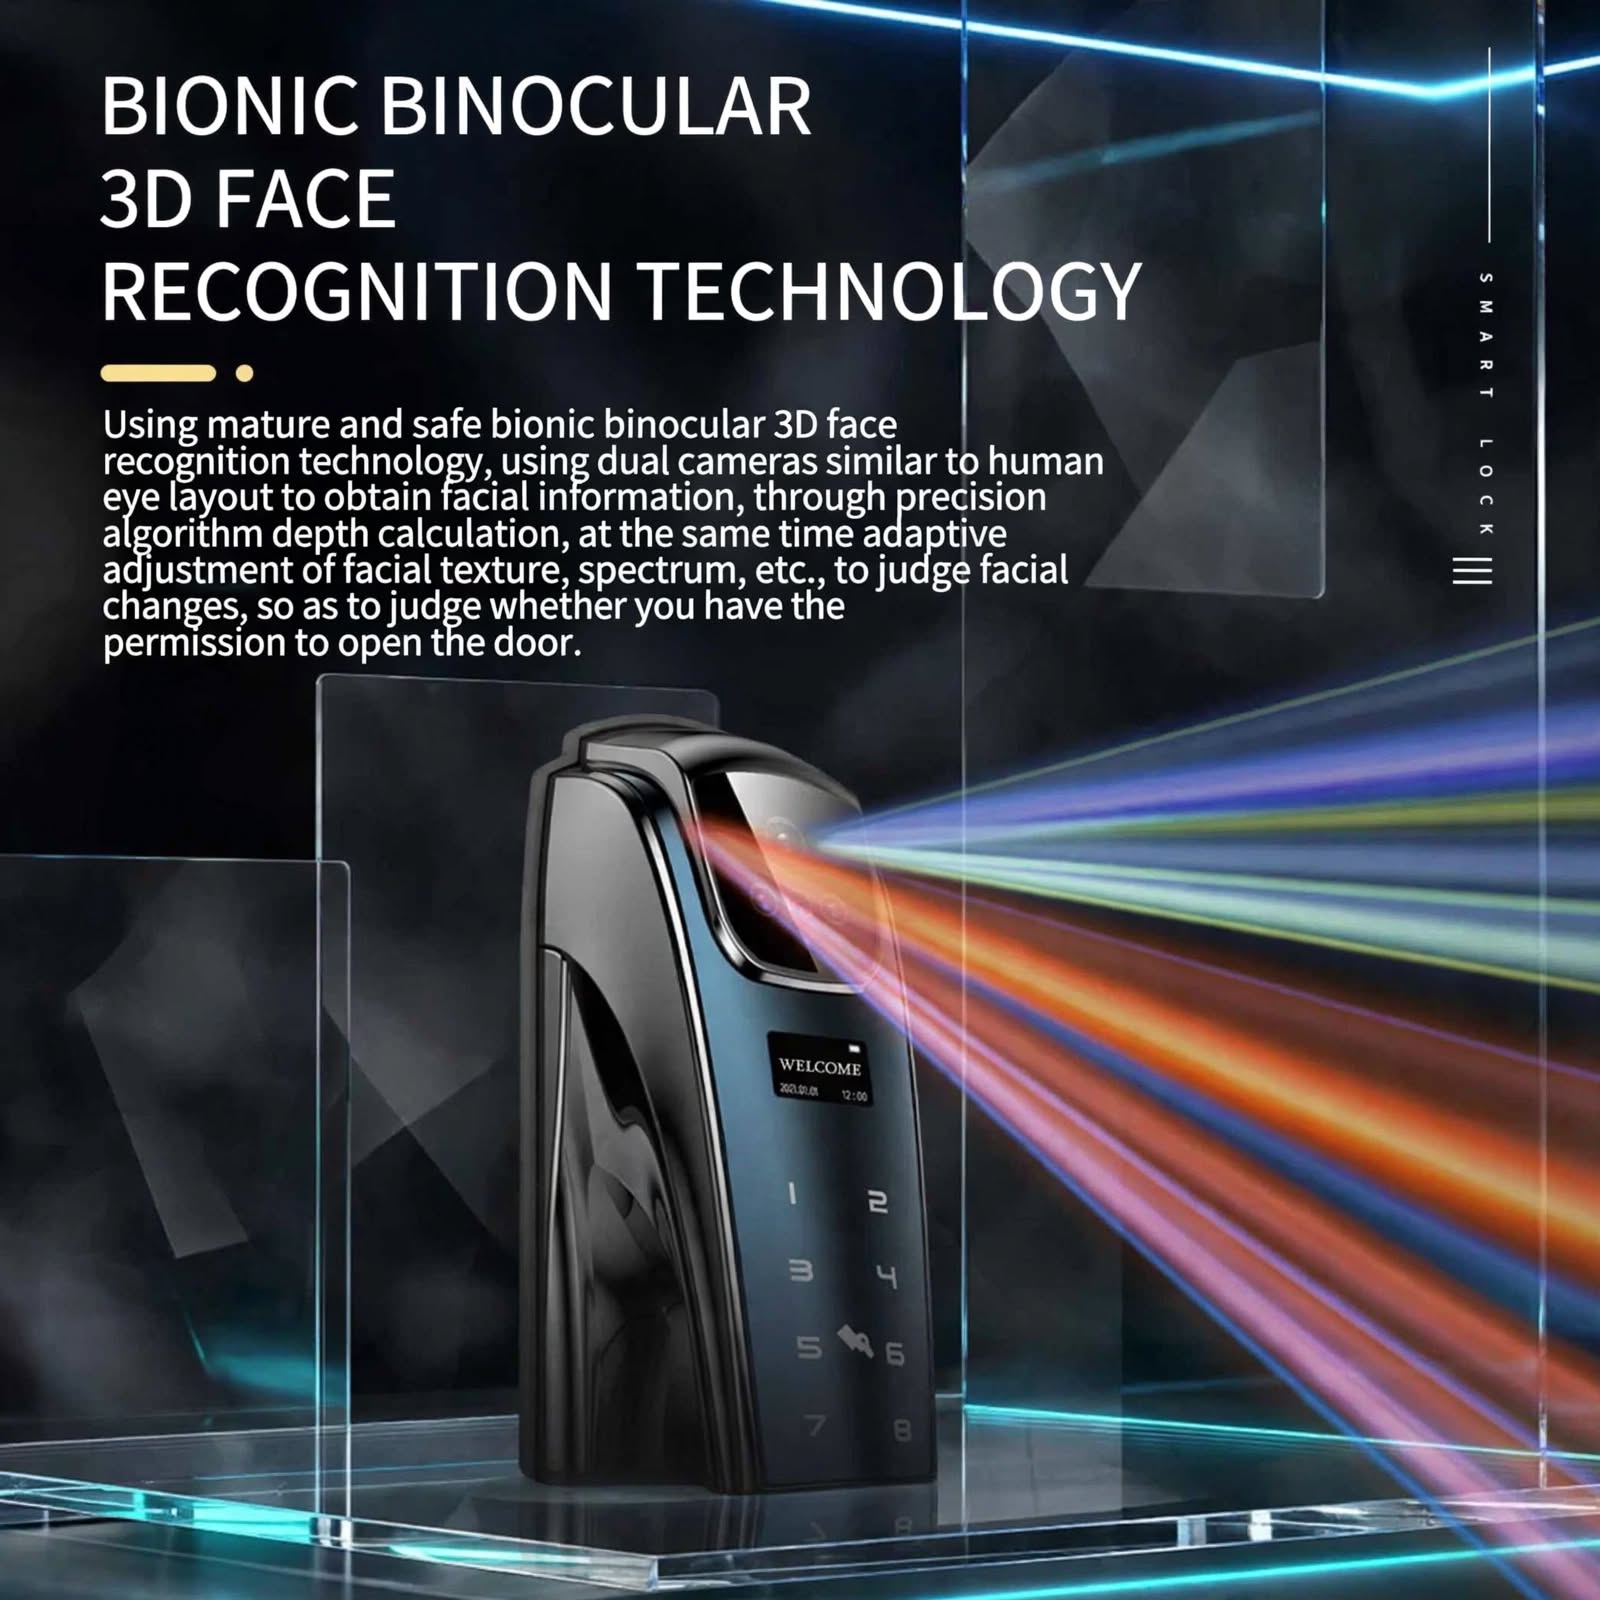 BIONIC BINOCULAR
3D FACE
RECOGNITION TECHNOLOGY
Using mature and safe bionic binocular 3D face
recognition technology, using dual cameras similar to human
eye layout to obtain facial information, through precision
algorithm depth calculation, at the same time adaptive
adjustment of facial texture, spectrum, etc., to judge facial
changes, so as to judge whether you have the
permission to open the door.
SMART LOCK
WELCOME
2021.01.01 12:00
1 2
3 4
5 6
7 8